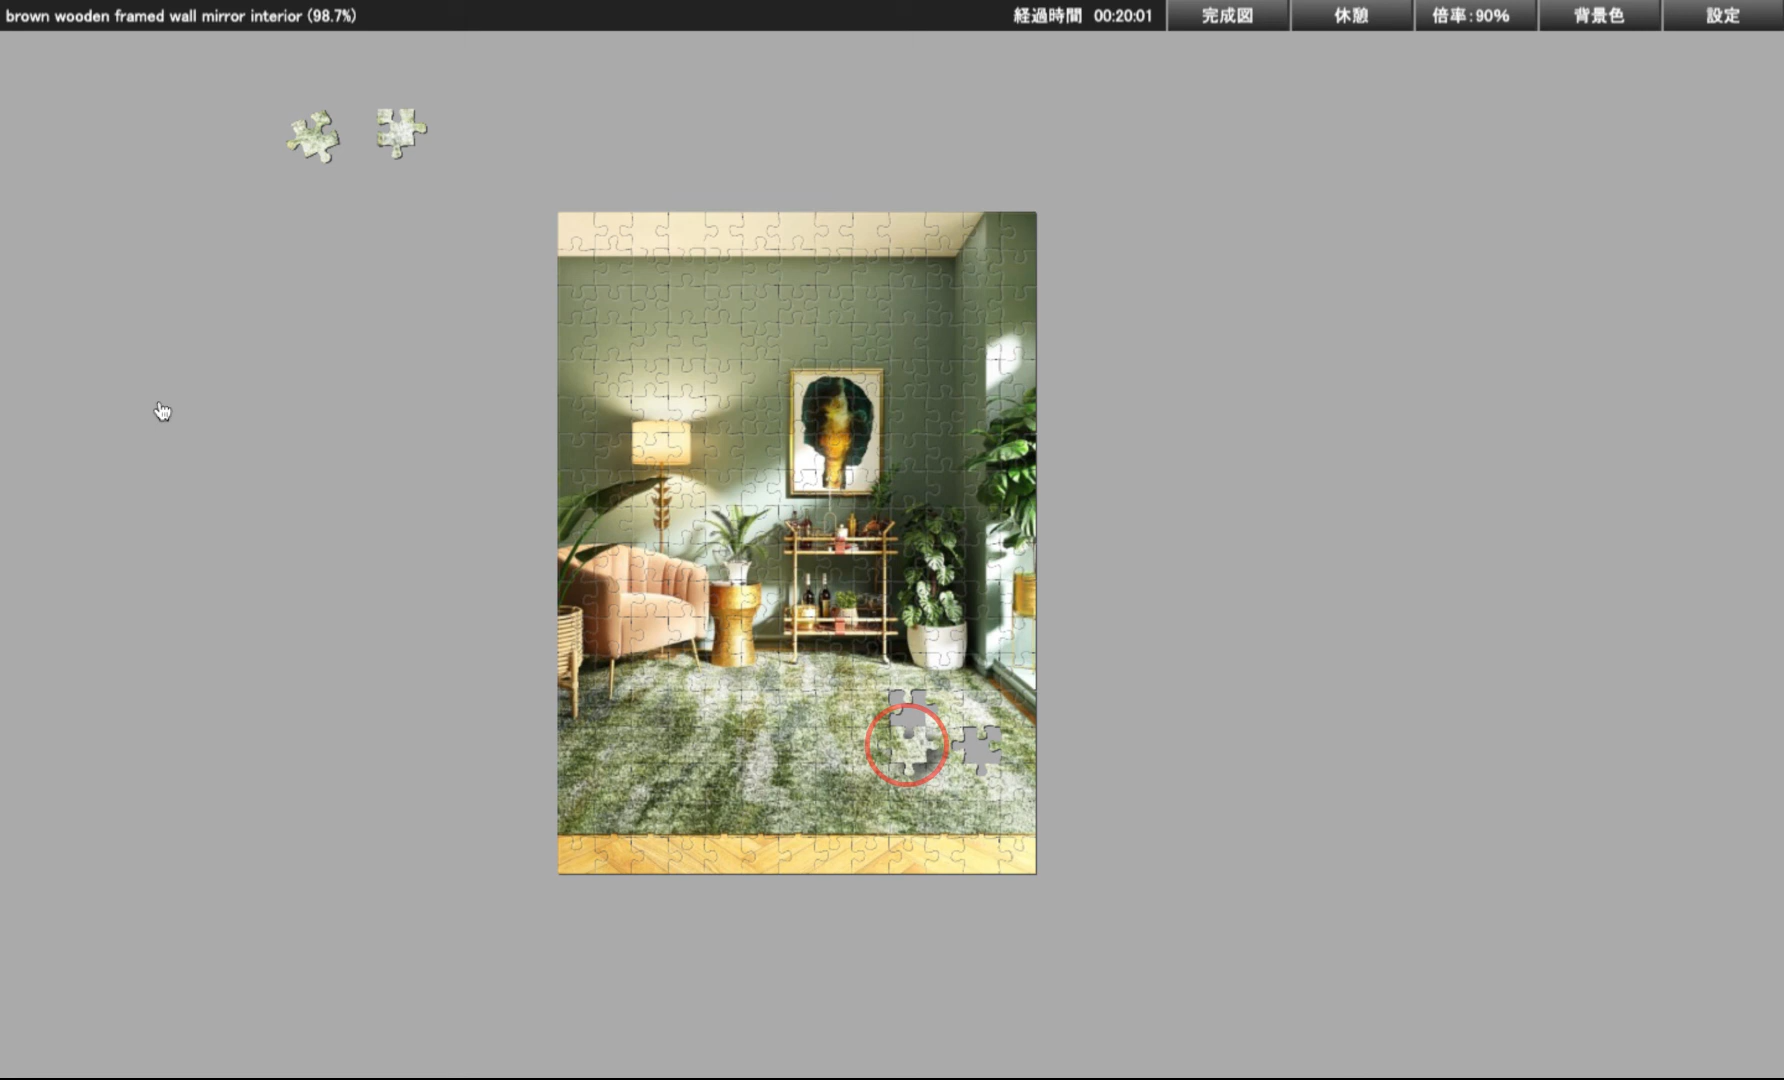 brown wooden framed wall mirror interior (98.7%)
経過時間 00:20:01
完成図
休憩
倍率:90%
背景色
設定